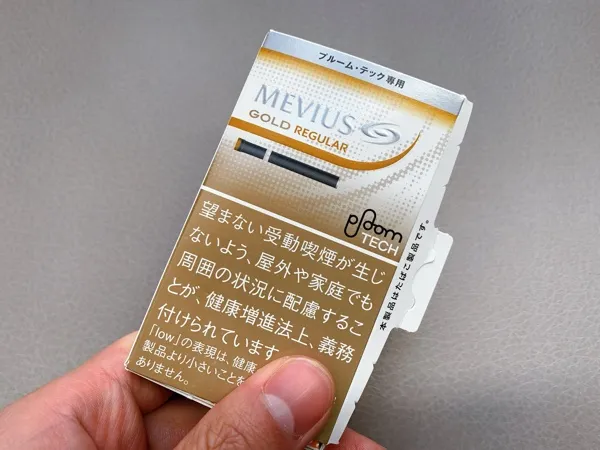 プルーム・テック専用
MEVIUS
GOLD REGULAR
ploom
TECH
望まない受動喫煙が生じ
ないよう、屋外や家庭でも
周囲の状況に配慮するこ
とが、健康増進法上、義務
付けられています
「low」の表現は、健康
製品より小さいことを
ありません。
本製品はたばこ製品です。